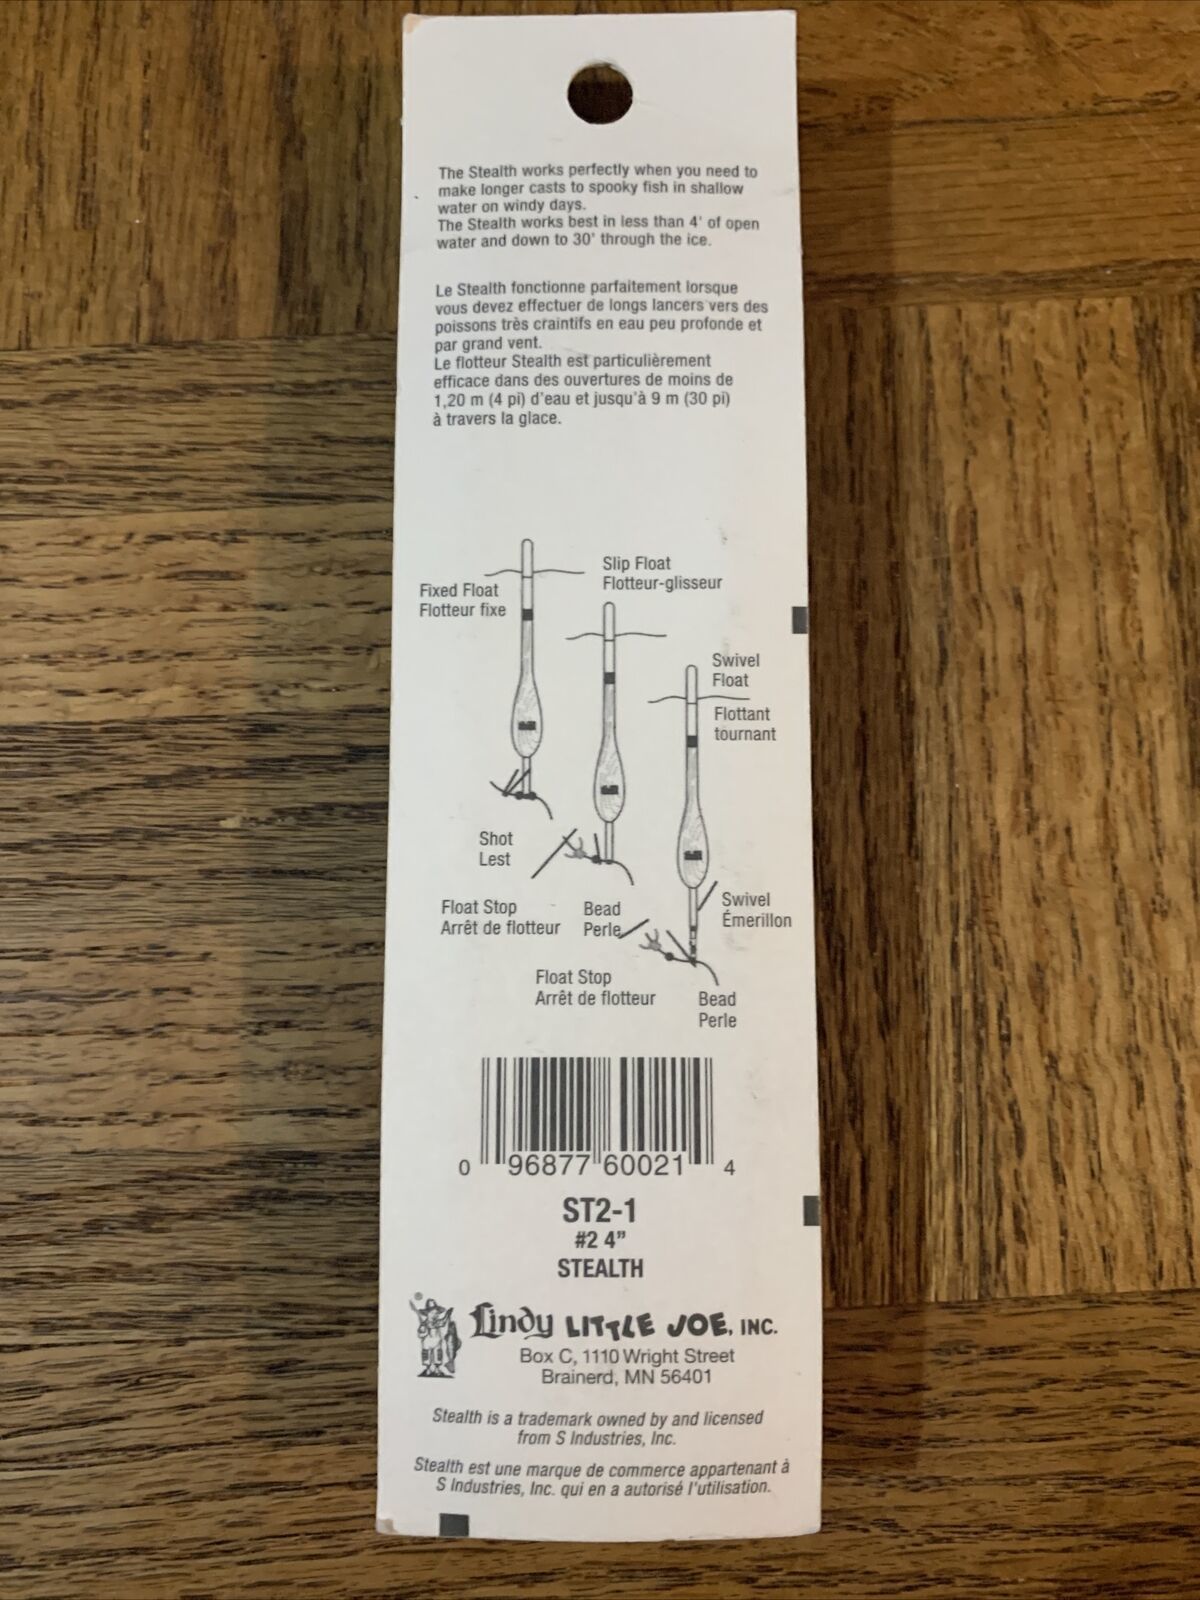 The Stealth works perfectly when you need to
make longer casts to spooky fish in shallow
water on windy days.
The Stealth works best in less than 4' of open
water and down to 30' through the ice.
Le Stealth fonctionne parfaitement lorsque
vous devez effectuer de longs lancers vers des
poissons très craintifs en eau peu profonde et
par grand vent.
Le flotteur Stealth est particulièrement
efficace dans des ouvertures de moins de
1,20 m (4 pi) d'eau et jusqu'à 9 m (30 pi)
à travers la glace.
Fixed Float
Flotteur fixe
Slip Float
Flotteur-glisseur
Swivel
Float
Flottant
tournant
Shot
Lest
Float Stop
Arrêt de flotteur
Bead
Perle
Swivel
Émerillon
Float Stop
Arrêt de flotteur
Bead
Perle
0 96877 60021 4
ST2-1
#2 4”
STEALTH
Lindy LITTLE JOE, INC.
Box C, 1110 Wright Street
Brainerd, MN 56401
Stealth is a trademark owned by and licensed
from S Industries, Inc.
Stealth est une marque de commerce appartenant à
S Industries, Inc. qui en a autorisé l'utilisation.